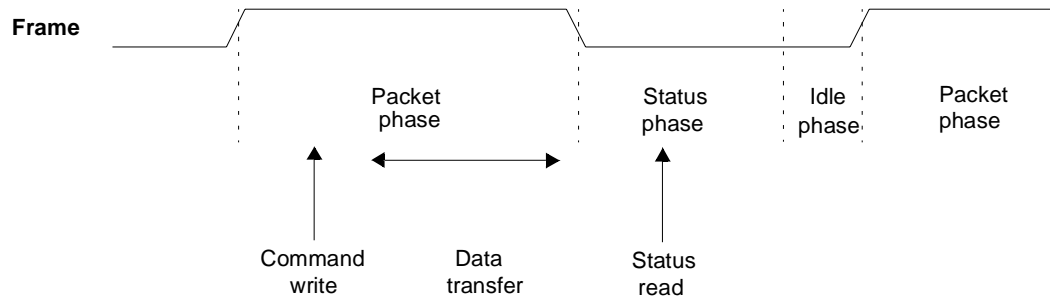 Frame
Packet
phase
Status
phase
Idle
phase
Packet
phase
Command
write
Data
transfer
Status
read